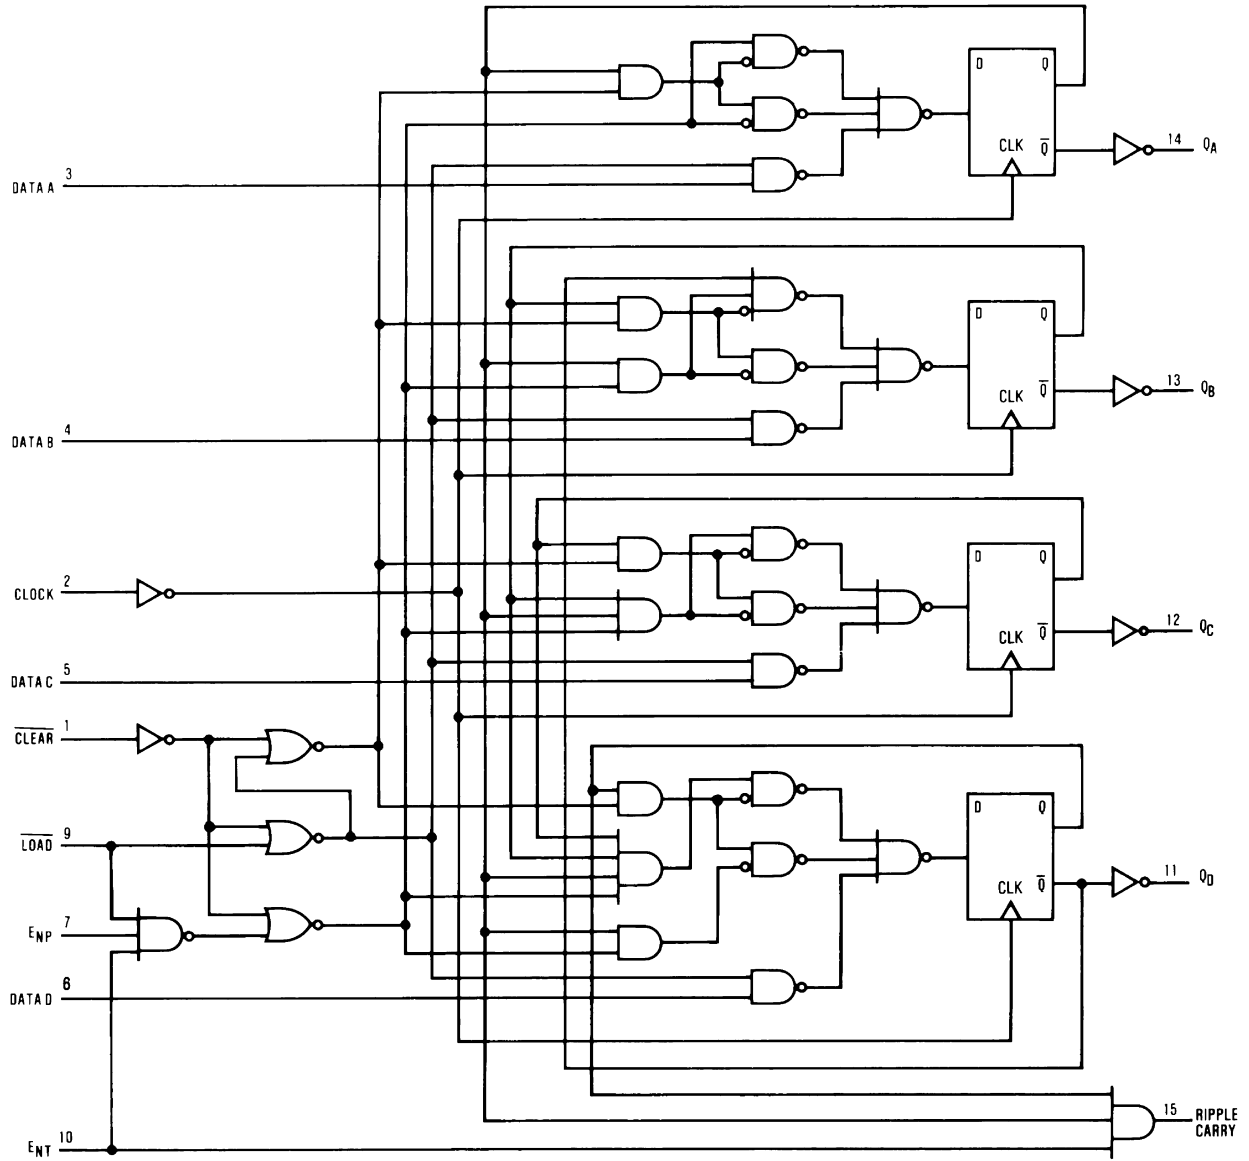 D Q
CLK Q̅
14 QA
3
DATA A
D Q
CLK Q̅
13 QB
4
DATA B
D Q
2
CLOCK
CLK Q̅
12 QC
5
DATA C
1
CLEAR
D Q
9
LOAD
CLK Q̅
11 QD
7
ENP
6
DATA D
15 RIPPLE
CARRY
10
ENT